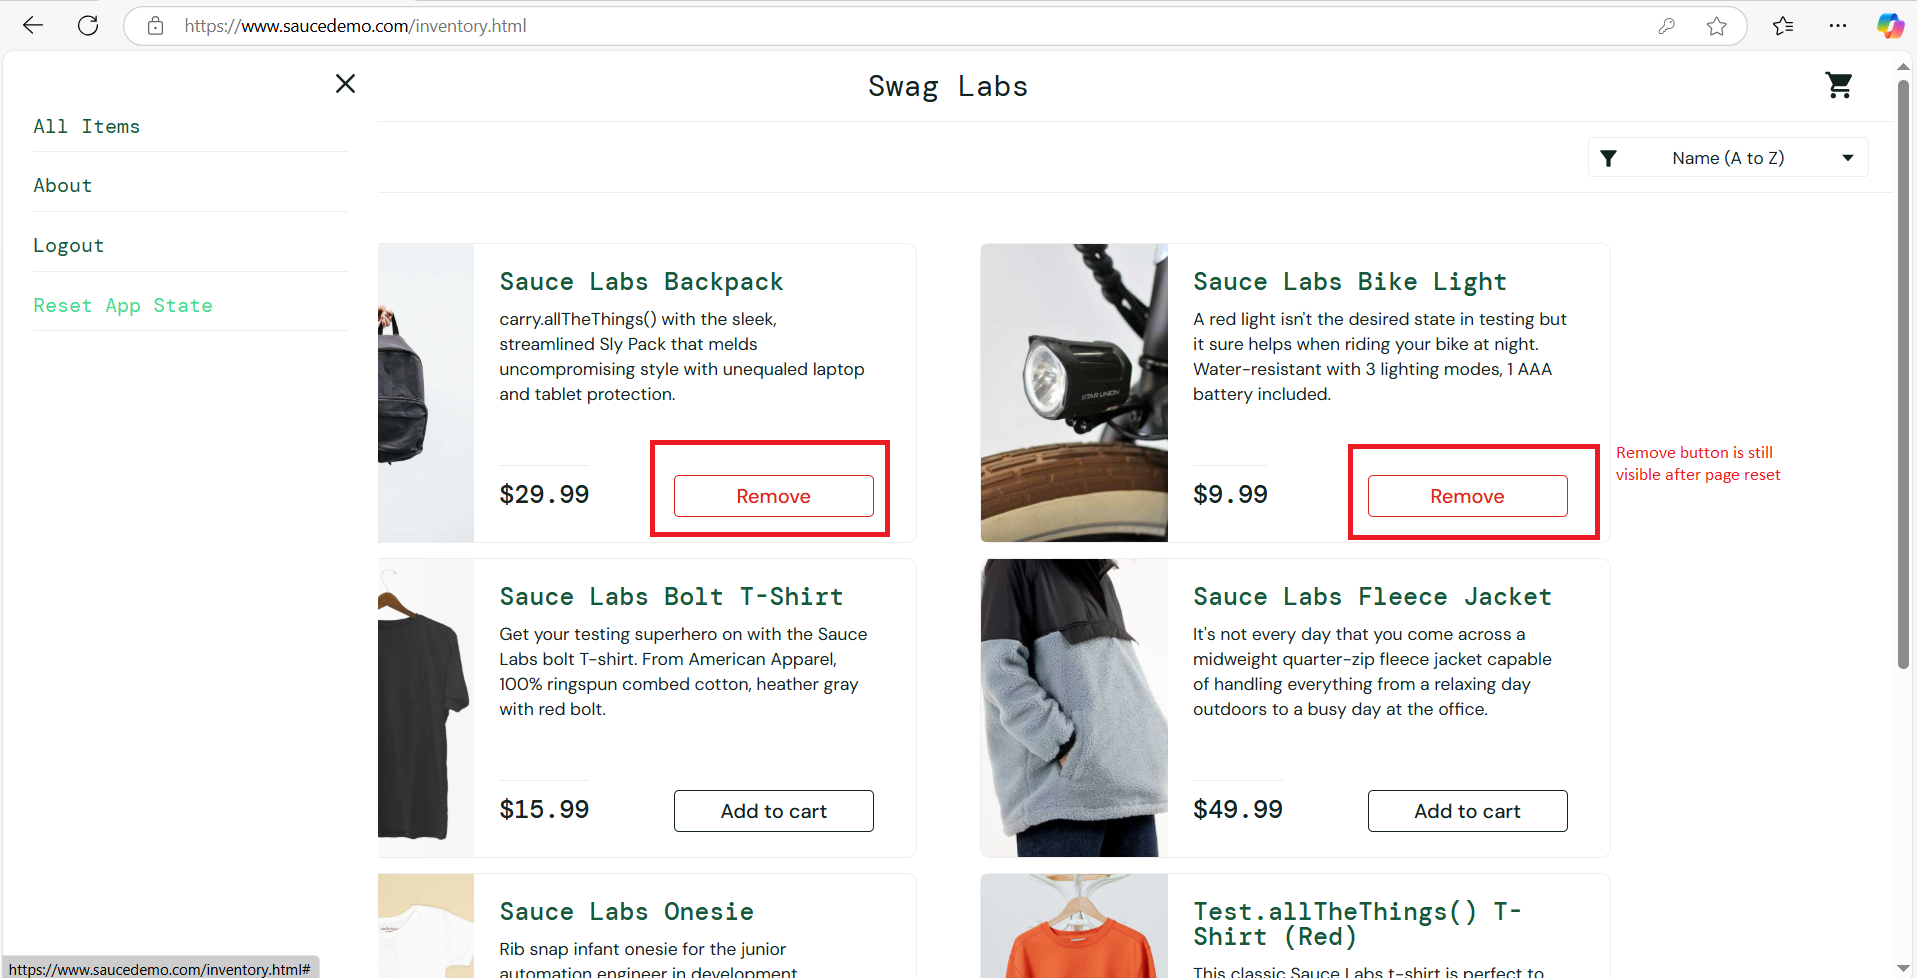 https://www.saucedemo.com/inventory.html
Swag Labs
All Items
About
Logout
Reset App State
Name (A to Z)
Sauce Labs Backpack
carry.allTheThings() with the sleek,
streamlined Sly Pack that melds
uncompromising style with unequaled laptop
and tablet protection.
$29.99
Remove
Sauce Labs Bike Light
A red light isn't the desired state in testing but
it sure helps when riding your bike at night.
Water-resistant with 3 lighting modes, 1 AAA
battery included.
STAR UNION
$9.99
Remove
Remove button is still
visible after page reset
Sauce Labs Bolt T-Shirt
Get your testing superhero on with the Sauce
Labs bolt T-shirt. From American Apparel,
100% ringspun combed cotton, heather gray
with red bolt.
$15.99
Add to cart
Sauce Labs Fleece Jacket
It's not every day that you come across a
midweight quarter-zip fleece jacket capable
of handling everything from a relaxing day
outdoors to a busy day at the office.
$49.99
Add to cart
Sauce Labs Onesie
Rib snap infant onesie for the junior
automation engineer in development.
Test.allTheThings() T-
Shirt (Red)
This classic Sauce Labs t-shirt is perfect to
https://www.saucedemo.com/inventory.html#